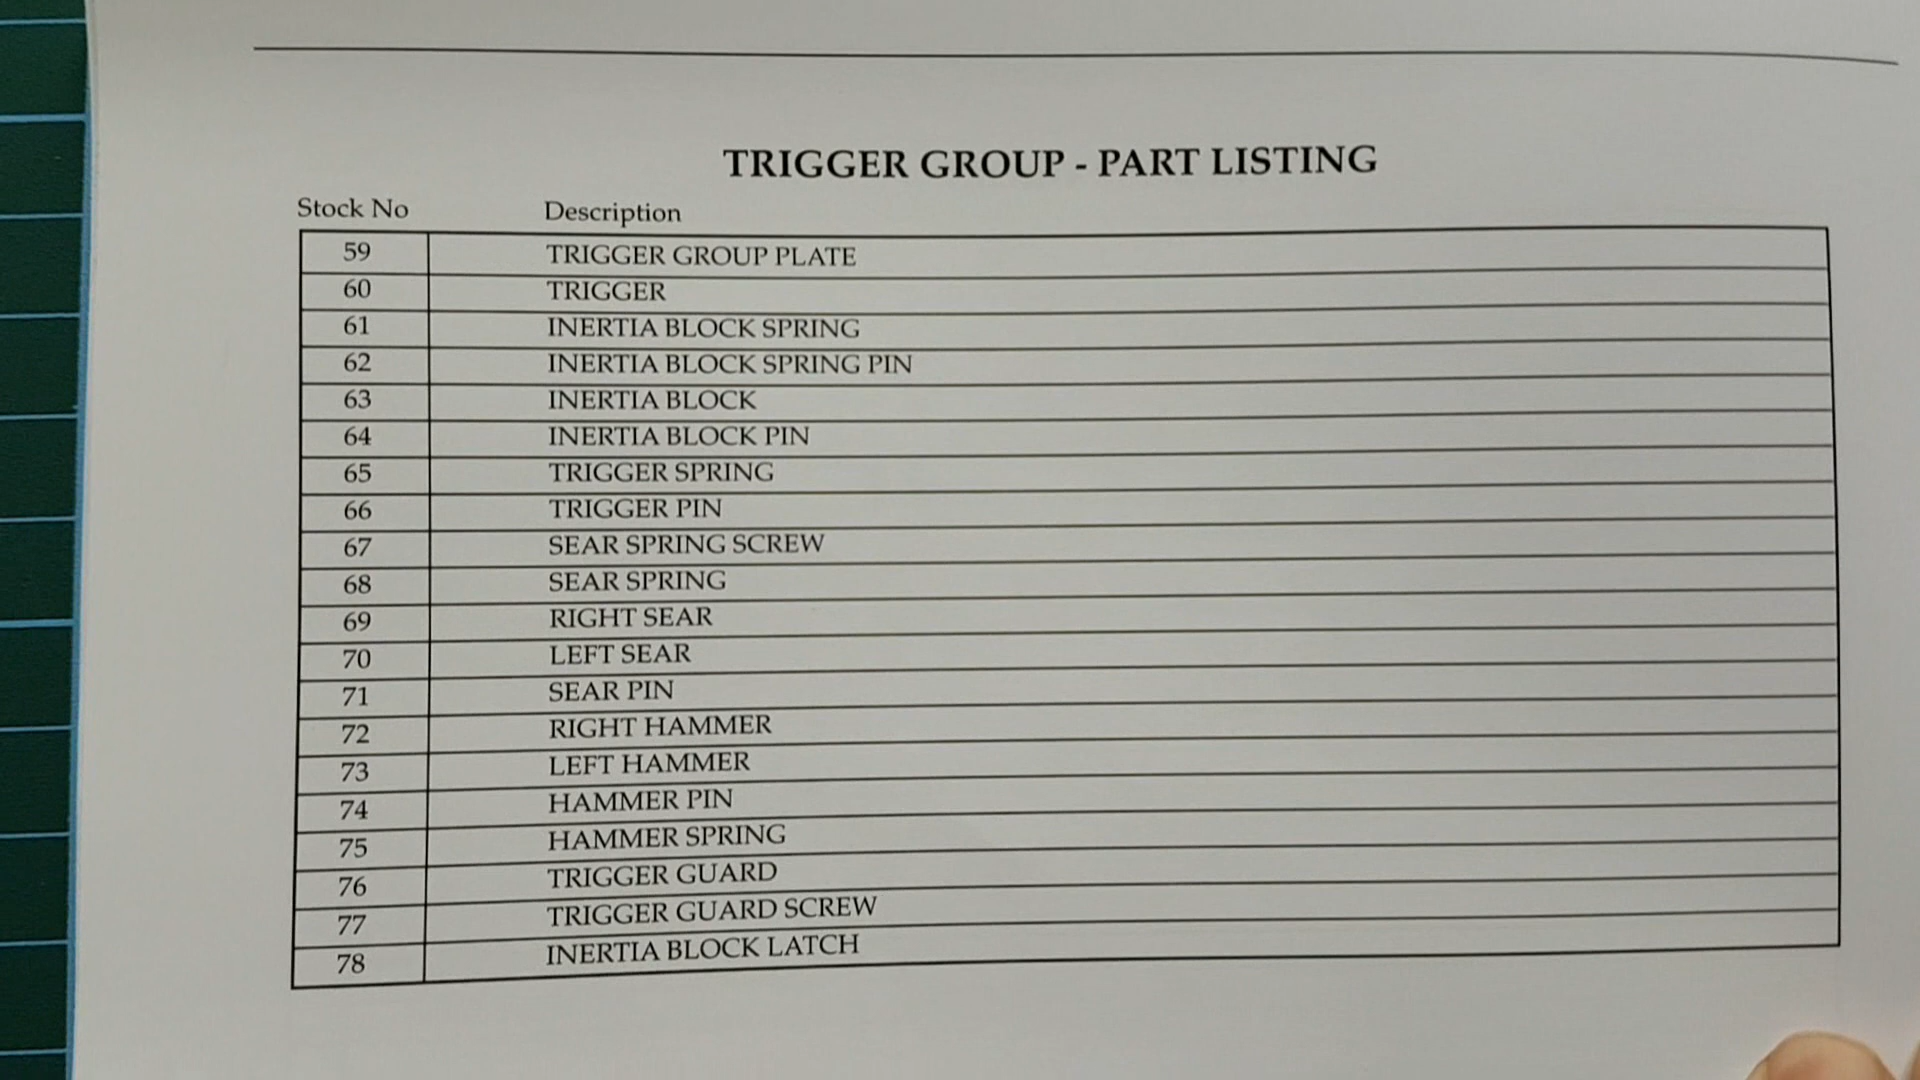 TRIGGER GROUP - PART LISTING
Stock No Description
59 TRIGGER GROUP PLATE
60 TRIGGER
61 INERTIA BLOCK SPRING
62 INERTIA BLOCK SPRING PIN
63 INERTIA BLOCK
64 INERTIA BLOCK PIN
65 TRIGGER SPRING
66 TRIGGER PIN
67 SEAR SPRING SCREW
68 SEAR SPRING
69 RIGHT SEAR
70 LEFT SEAR
71 SEAR PIN
72 RIGHT HAMMER
73 LEFT HAMMER
74 HAMMER PIN
75 HAMMER SPRING
76 TRIGGER GUARD
77 TRIGGER GUARD SCREW
78 INERTIA BLOCK LATCH